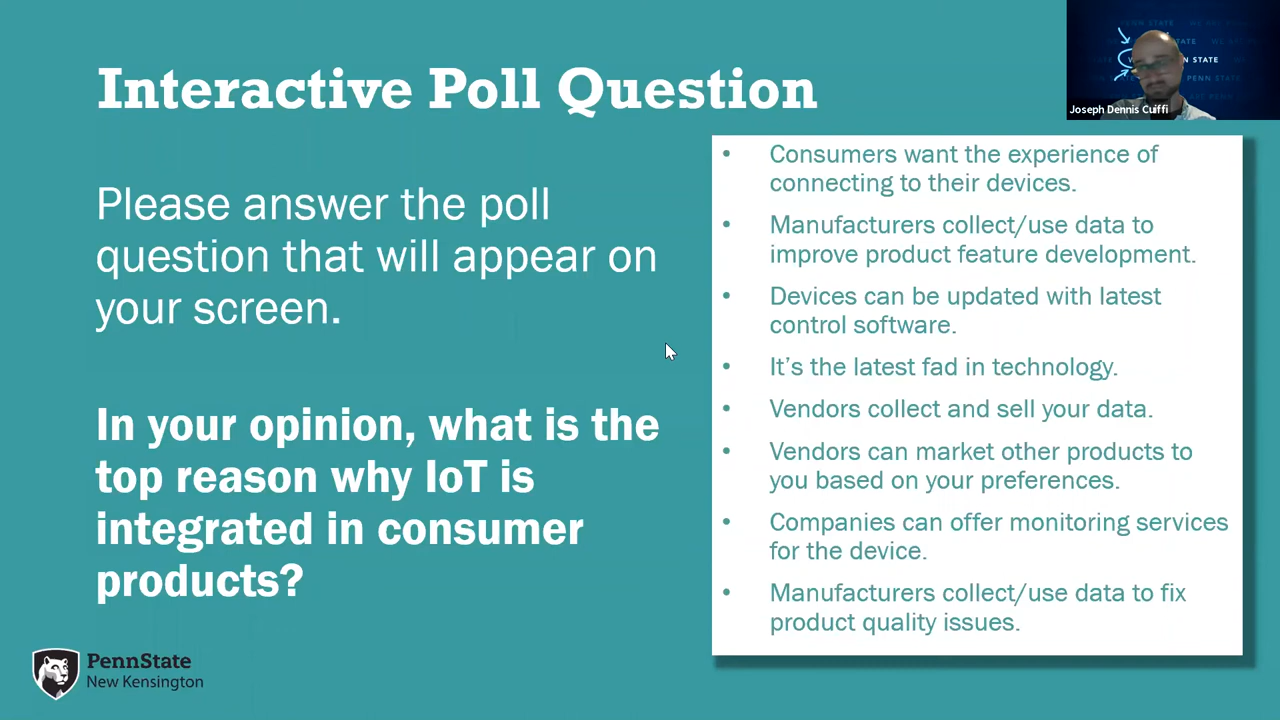 Interactive Poll Question
Please answer the poll
question that will appear on
your screen.
In your opinion, what is the
top reason why IoT is
integrated in consumer
products?
• Consumers want the experience of
connecting to their devices.
• Manufacturers collect/use data to
improve product feature development.
• Devices can be updated with latest
control software.
• It's the latest fad in technology.
• Vendors collect and sell your data.
• Vendors can market other products to
you based on your preferences.
• Companies can offer monitoring services
for the device.
• Manufacturers collect/use data to fix
product quality issues.
PennState
New Kensington
PENN STATE
Joseph Dennis Cuiffi